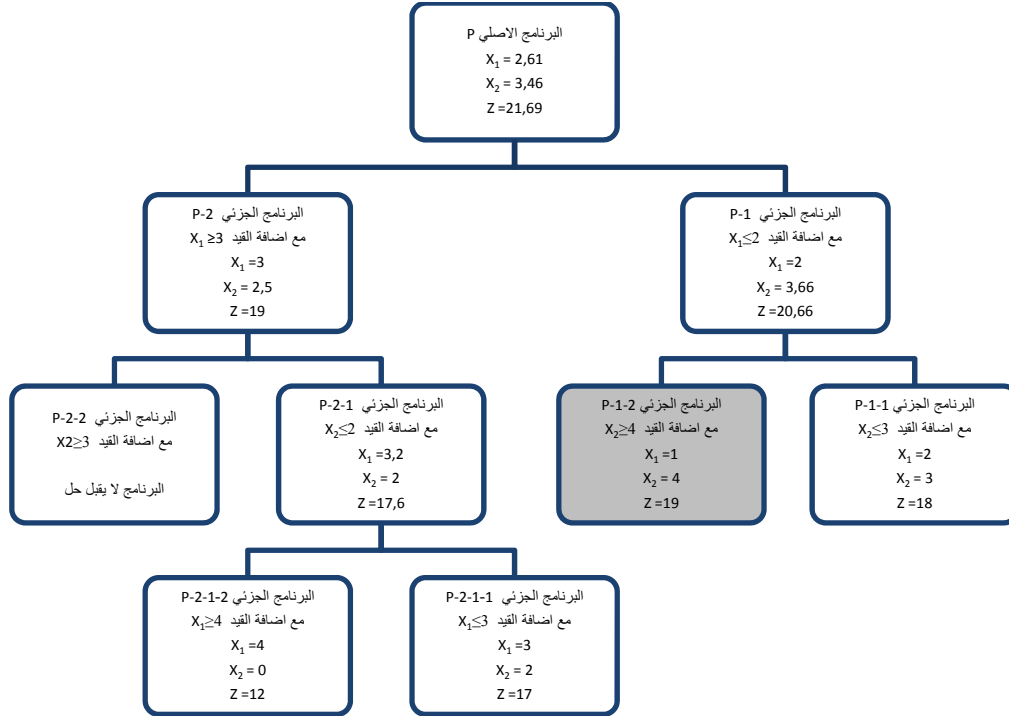 البرنامج الاصلي P
X₁ = 2,61
X₂ = 3,46
Z =21,69
البرنامج الجزئي P-1
مع اضافة القيد X₁≤2
X₁ =2
X₂ = 3,66
Z =20,66
البرنامج الجزئي P-2
مع اضافة القيد X₁ ≥3
X₁ =3
X₂ = 2,5
Z =19
البرنامج الجزئي P-1-1
مع اضافة القيد X₂≤3
X₁ =2
X₂ = 3
Z =18
البرنامج الجزئي P-1-2
مع اضافة القيد X₂≥4
X₁ =1
X₂ = 4
Z =19
البرنامج الجزئي P-2-1
مع اضافة القيد X₂≤2
X₁ =3,2
X₂ = 2
Z =17,6
البرنامج الجزئي P-2-2
مع اضافة القيد X2≥3
البرنامج لا يقبل حل
البرنامج الجزئي P-2-1-1
مع اضافة القيد X₁≤3
X₁ =3
X₂ = 2
Z =17
البرنامج الجزئي P-2-1-2
مع اضافة القيد X₁≥4
X₁ =4
X₂ = 0
Z =12